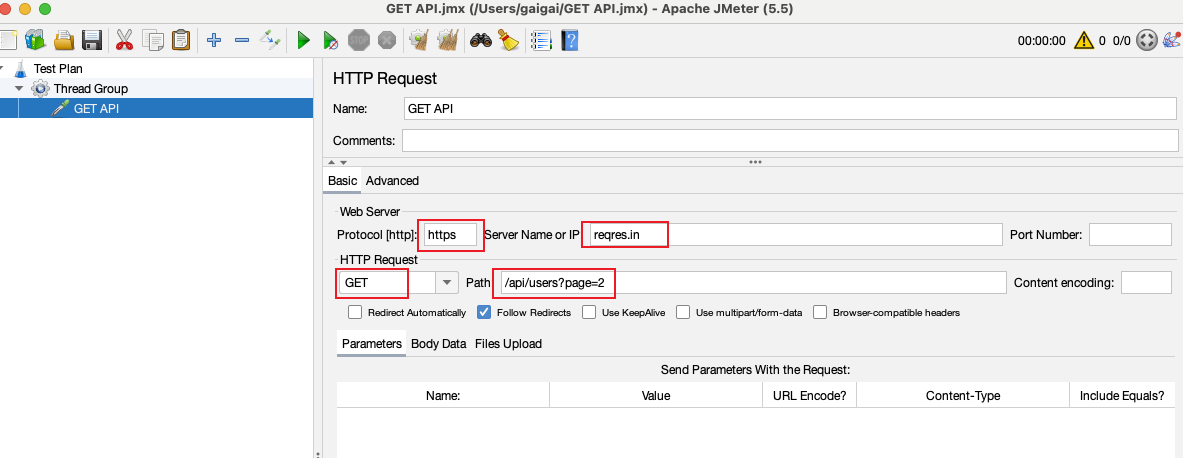 GET API.jmx (/Users/gaigai/GET API.jmx) - Apache JMeter (5.5)
00:00:00 0 0/0
Test Plan
Thread Group
GET API
HTTP Request
Name: GET API
Comments:
Basic Advanced
Web Server
Protocol [http]: https Server Name or IP reqres.in Port Number:
HTTP Request
GET Path /api/users?page=2 Content encoding:
Redirect Automatically Follow Redirects Use KeepAlive Use multipart/form-data Browser-compatible headers
Parameters Body Data Files Upload
Send Parameters With the Request:
Name: Value URL Encode? Content-Type Include Equals?